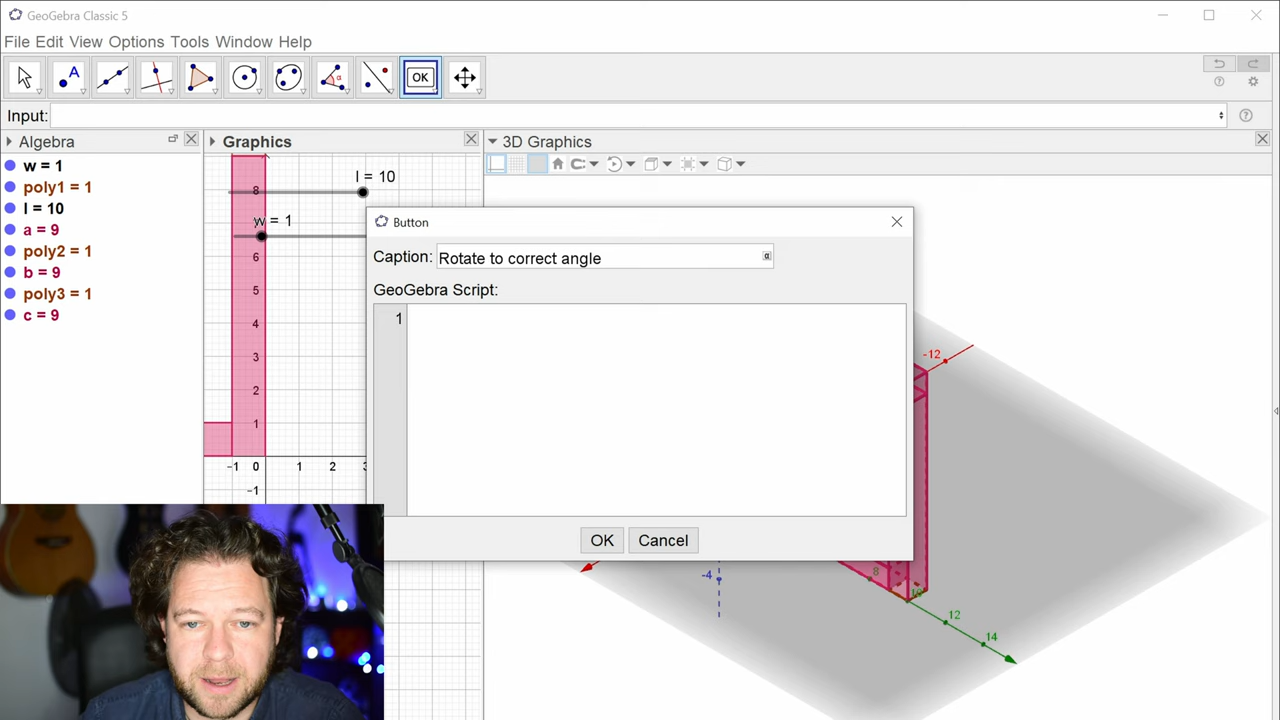 GeoGebra Classic 5
File Edit View Options Tools Window Help
A
α
OK
Input:
Algebra
Graphics
3D Graphics
w = 1
poly1 = 1
l = 10
a = 9
poly2 = 1
b = 9
poly3 = 1
c = 9
l = 10
8
w = 1
6
5
4
3
2
1
-1 0 1 2 3
-1
Button
Caption: Rotate to correct angle α
GeoGebra Script:
1
OK Cancel
-12
-4
8
10
12
14